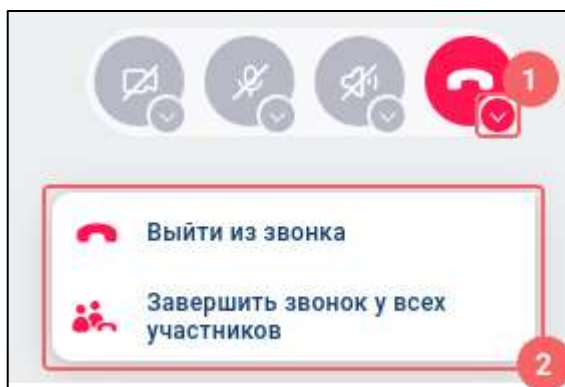 1
Выйти из звонка
Завершить звонок у всех
участников
2